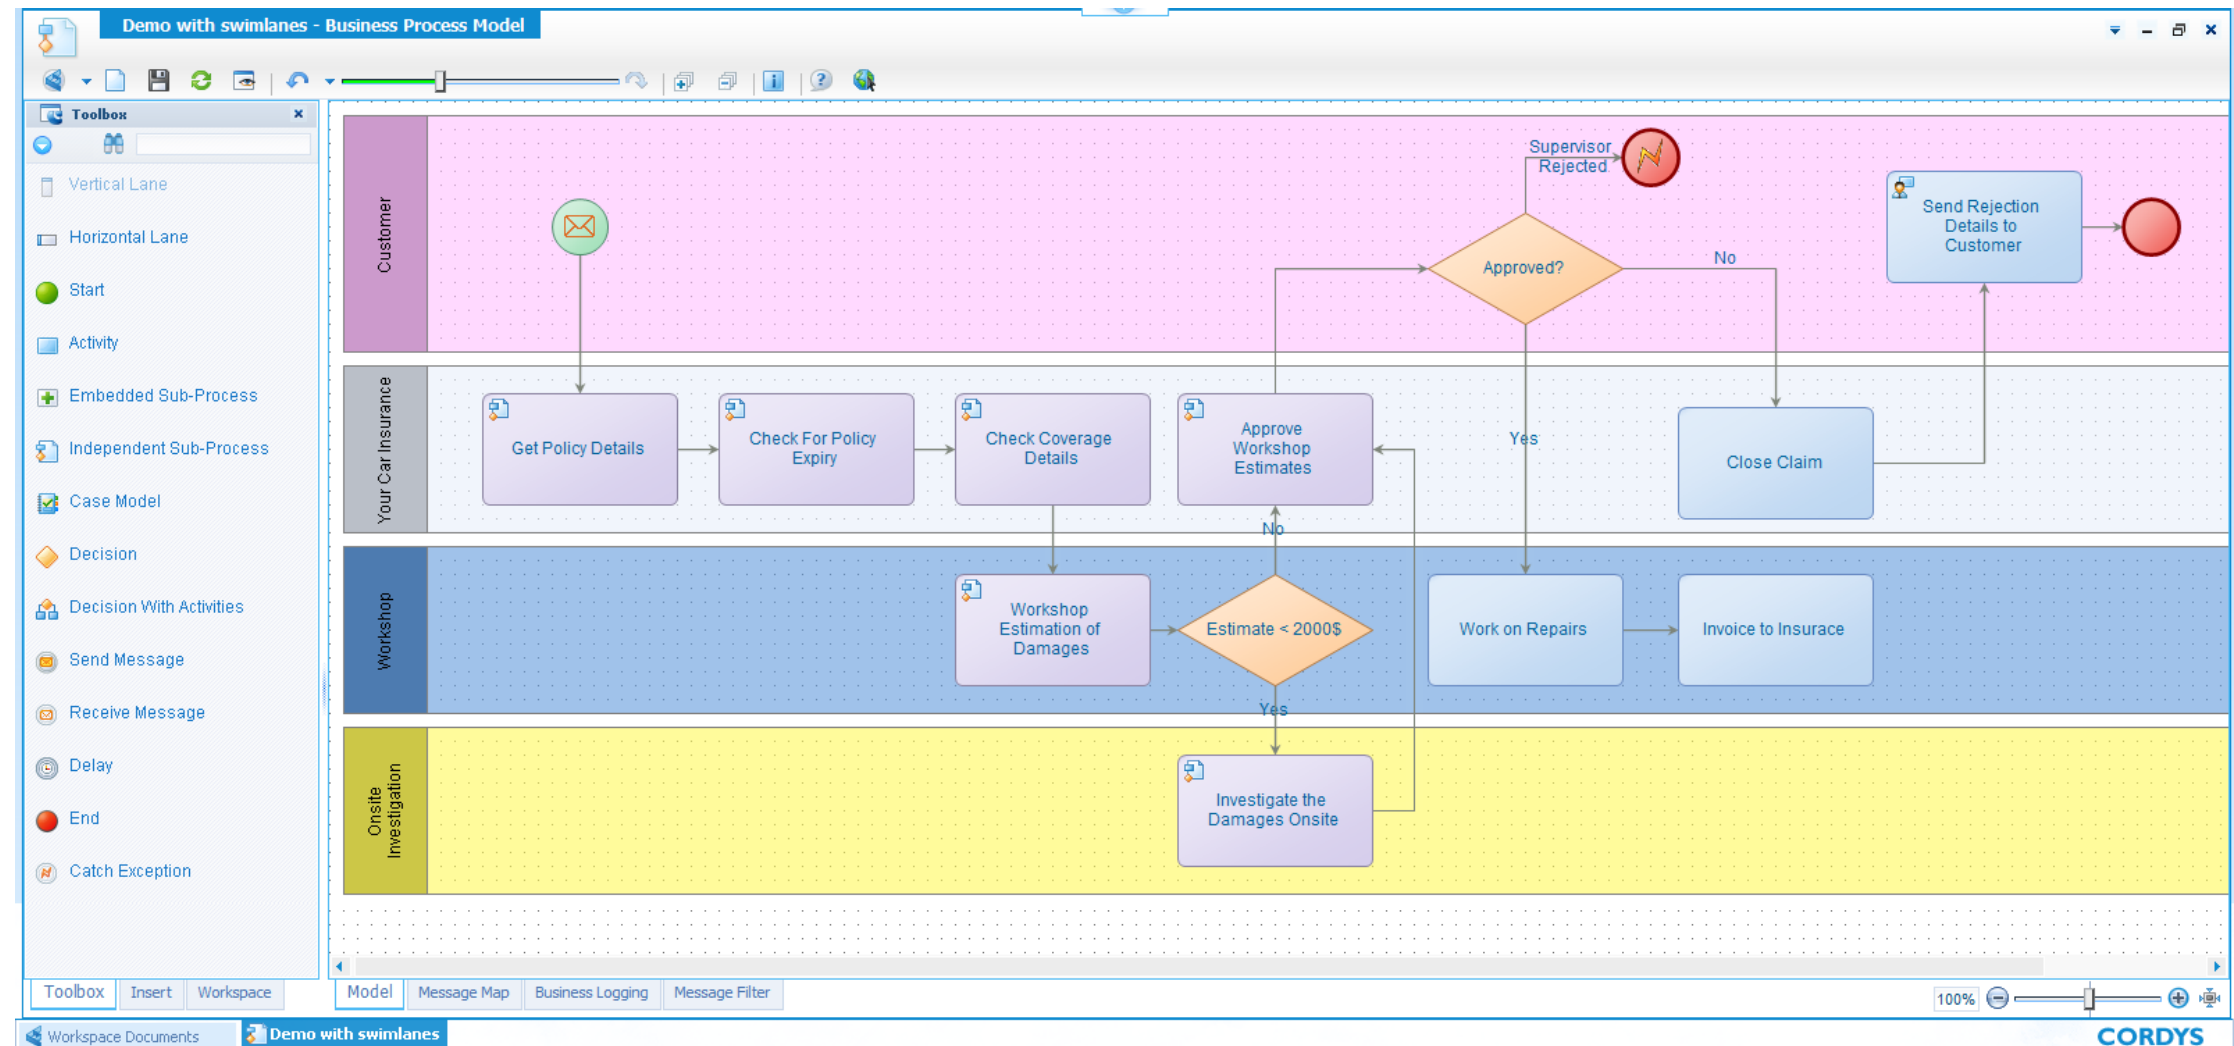 Demo with swimlanes - Business Process Model
Toolbox
Vertical Lane
Horizontal Lane
Start
Activity
Embedded Sub-Process
Independent Sub-Process
Case Model
Decision
Decision With Activities
Send Message
Receive Message
Delay
End
Catch Exception
Customer
Supervisor
Rejected
Approved?
No
Send Rejection
Details to
Customer
Your Car Insurance
Get Policy Details
Check For Policy
Expiry
Check Coverage
Details
Approve
Workshop
Estimates
Yes
Close Claim
No
Workshop
Workshop
Estimation of
Damages
Estimate < 2000$
Work on Repairs
Invoice to Insurace
Yes
Onsite
Investigation
Investigate the
Damages Onsite
Toolbox
Insert
Workspace
Model
Message Map
Business Logging
Message Filter
100%
Workspace Documents
Demo with swimlanes
CORDYS